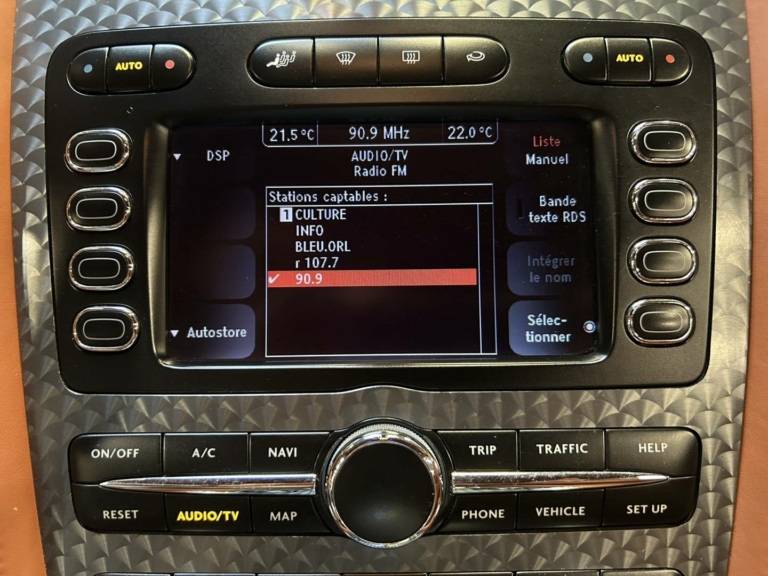 AUTO
AUTO
21.5 °C 90.9 MHz 22.0 °C
DSP
AUDIO/TV
Radio FM
Liste
Manuel
Stations captables :
1 CULTURE
INFO
BLEU.ORL
r 107.7
✔ 90.9
Bande
texte RDS
Intégrer
le nom
Autostore
Sélec-
tionner
ON/OFF A/C NAVI TRIP TRAFFIC HELP
RESET AUDIO/TV MAP PHONE VEHICLE SET UP